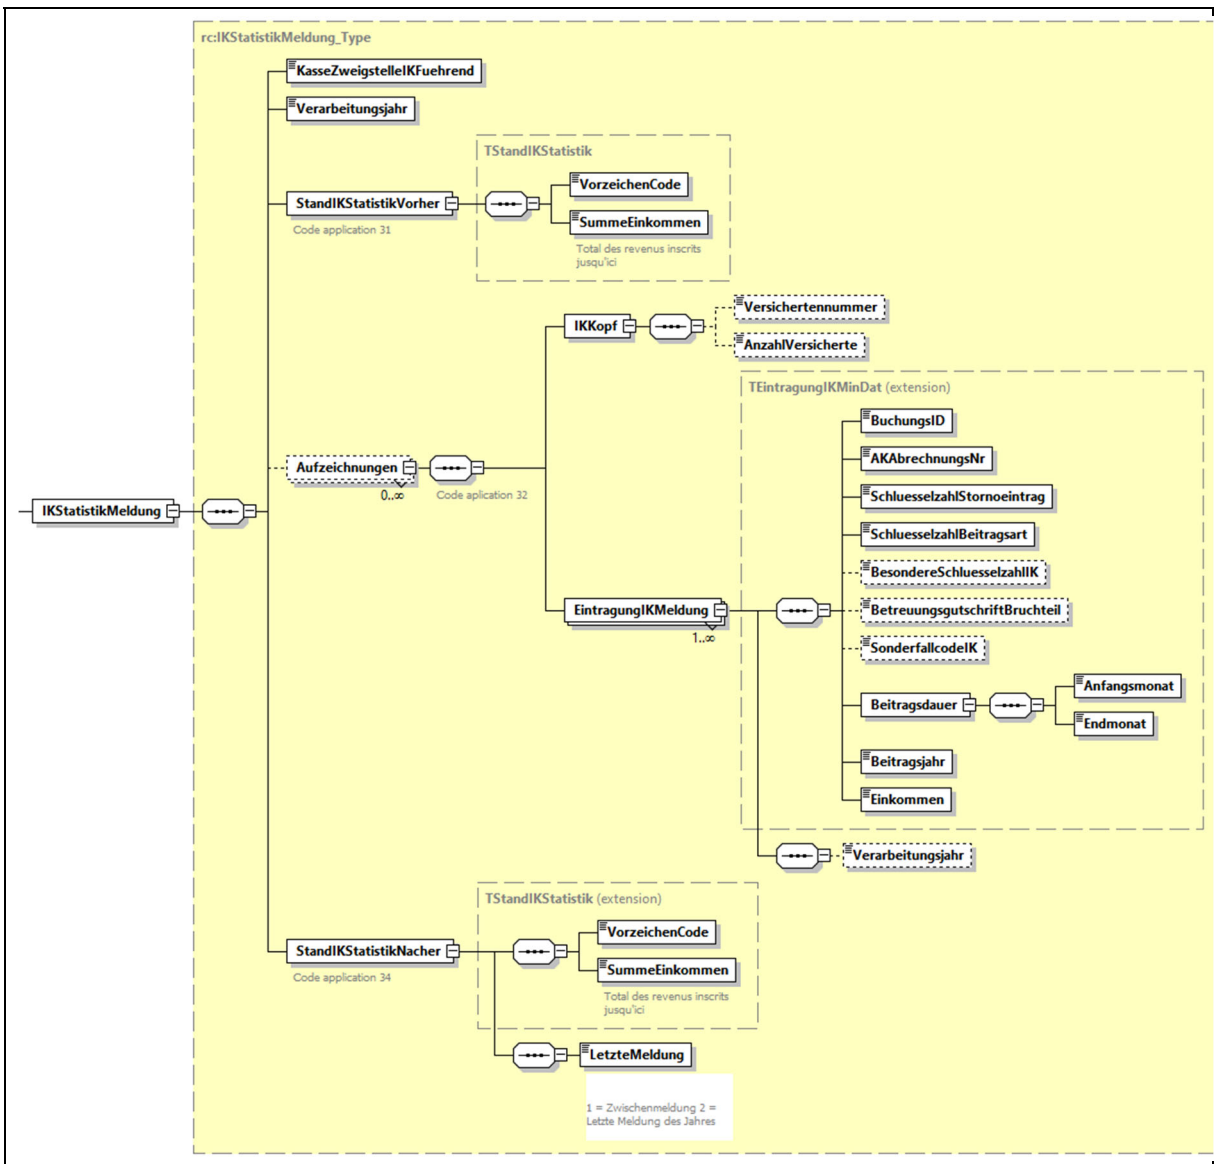 rc:IKStatistikMeldung_Type
KasseZweigstelleIKFuehrend
Verarbeitungsjahr
TStandIKStatistik
VorzeichenCode
StandIKStatistikVorher
SummeEinkommen
Code application 31
Total des revenus inscrits
jusqu'ici
Versichertennummer
IKKopf
AnzahlVersicherte
TEintragungIKMinDat (extension)
BuchungsID
AKAbrechnungsNr
Aufzeichnungen
0..∞
Code aplication 32
SchluesselzahlStornoeintrag
IKStatistikMeldung
SchluesselzahlBeitragsart
BesondereSchluesselzahlIK
EintragungIKMeldung
1..∞
BetreuungsgutschriftBruchteil
SonderfallcodeIK
Anfangsmonat
Beitragsdauer
Endmonat
Beitragsjahr
Einkommen
Verarbeitungsjahr
TStandIKStatistik (extension)
VorzeichenCode
StandIKStatistikNacher
SummeEinkommen
Code application 34
Total des revenus inscrits
jusqu'ici
LetzteMeldung
1 = Zwischenmeldung 2 =
Letzte Meldung des Jahres